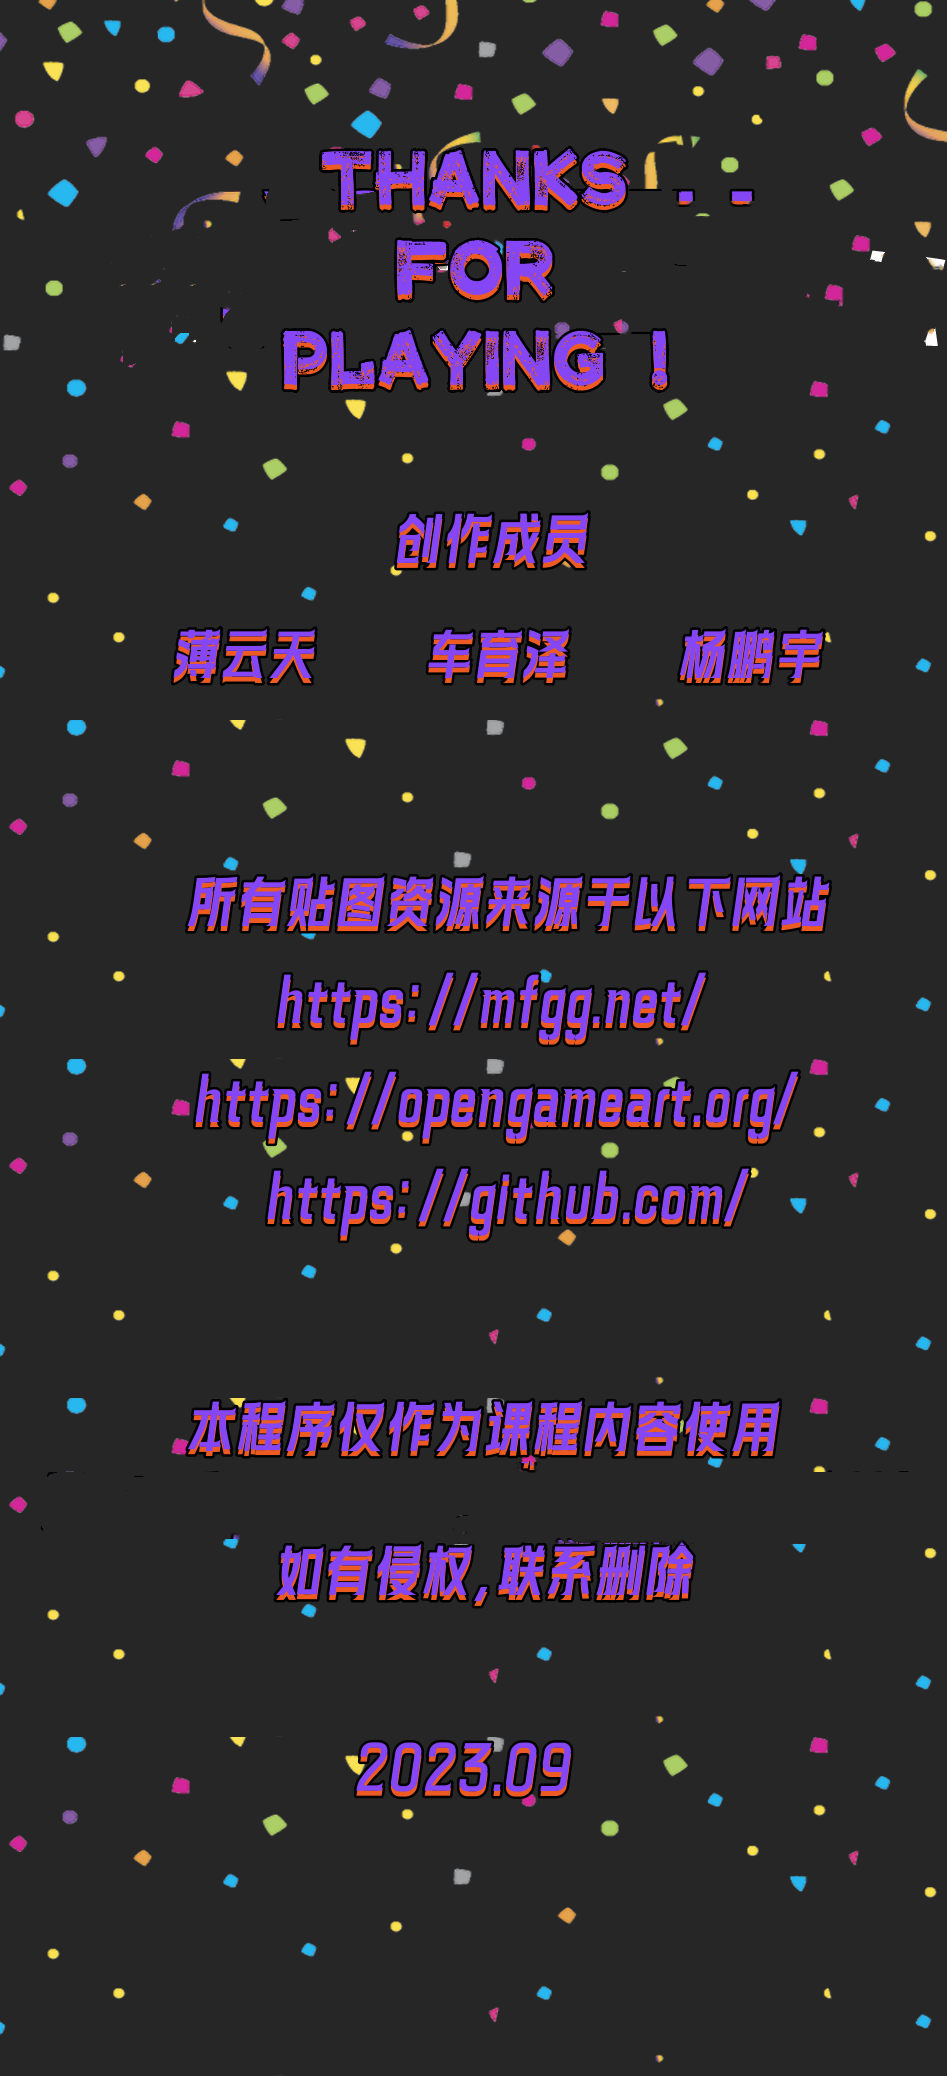 THANKS
FOR
PLAYING !
创作成员
薄云天 车育泽 杨鹏宇
所有贴图资源来源于以下网站
https://mfgg.net/
https://opengameart.org/
https://github.com/
本程序仅作为课程内容使用
如有侵权,联系删除
2023.09